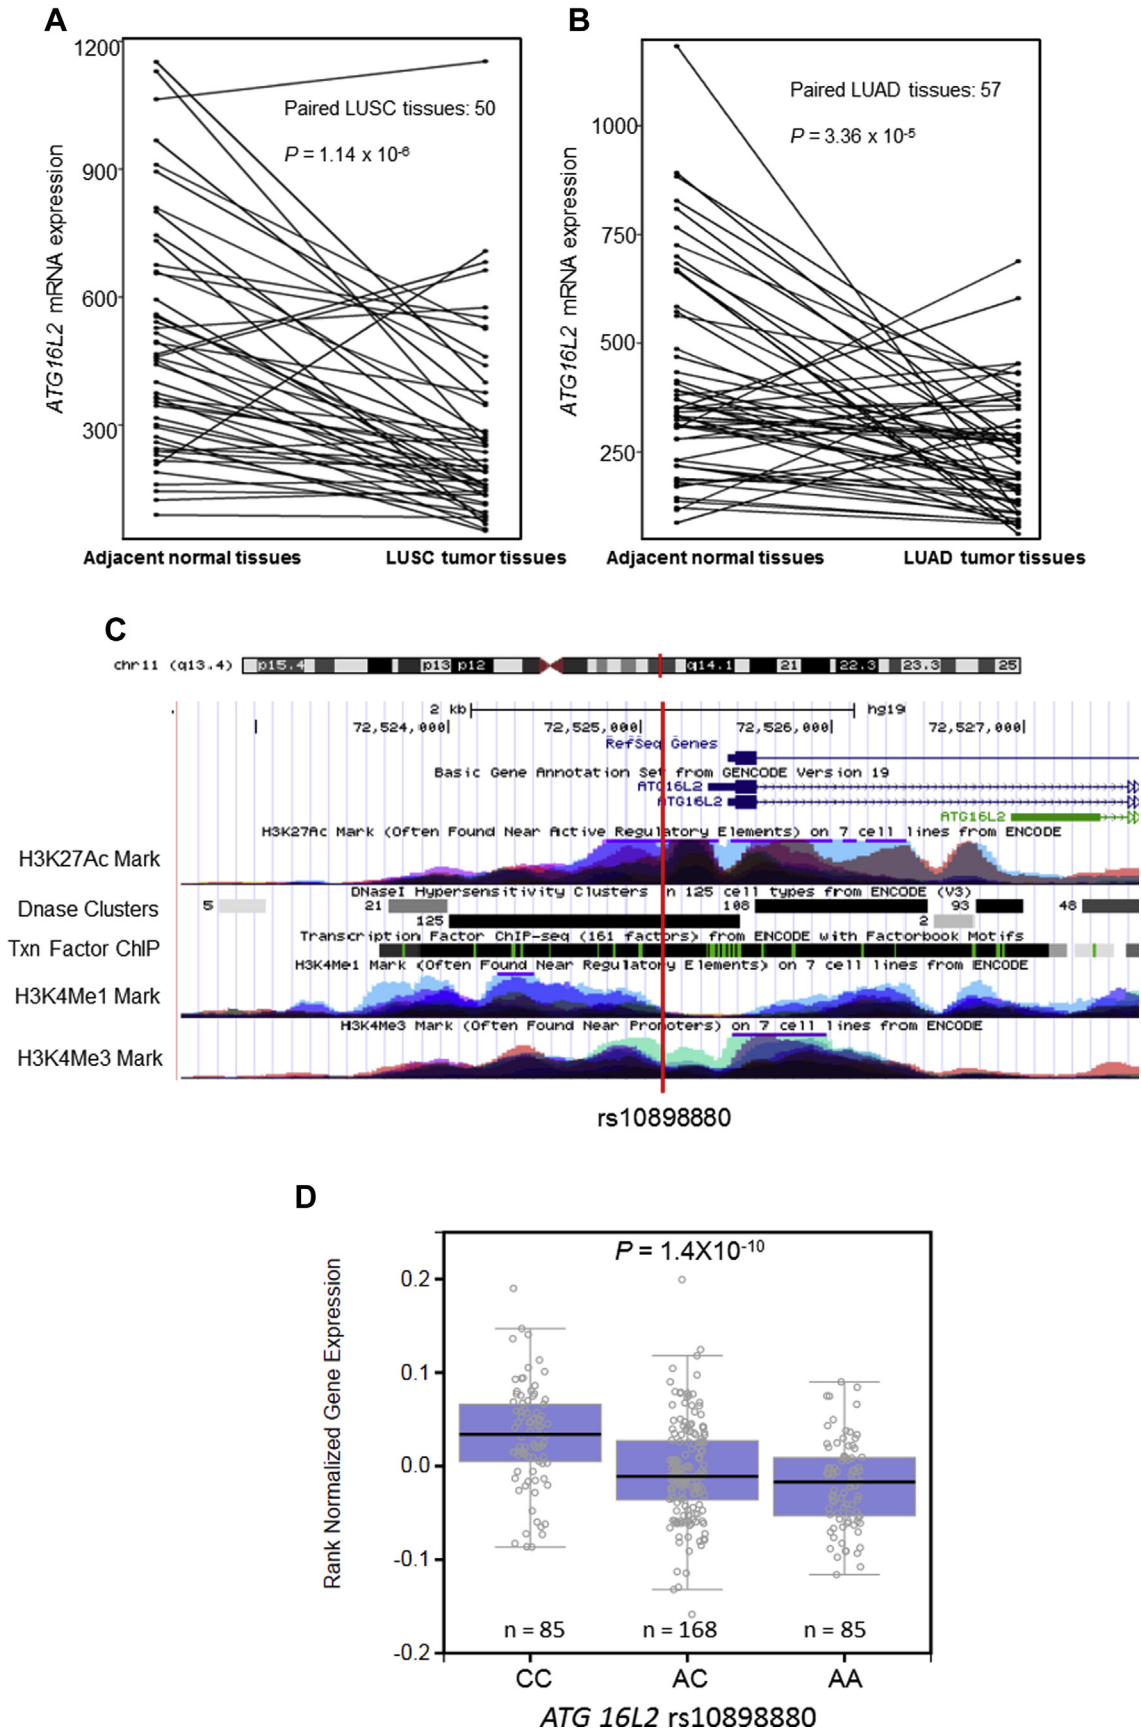 A
1200
900
600
300
ATG16L2 mRNA expression
Paired LUSC tissues: 50
P = 1.14 x 10-6
Adjacent normal tissues
LUSC tumor tissues
B
1000
750
500
250
ATG16L2 mRNA expression
Paired LUAD tissues: 57
P = 3.36 x 10-5
Adjacent normal tissues
LUAD tumor tissues
C
chr11 (q13.4) p15.4 p13 p12 q14.1 21 22.3 23.3 25
2 kb hg19
72,524,000| 72,525,000| 72,526,000| 72,527,000|
RefSeq Genes
Basic Gene Annotation Set from GENCODE Version 19
ATG16L2
ATG16L2
ATG16L2
H3K27Ac Mark (Often Found Near Active Regulatory Elements) on 7 cell lines from ENCODE
H3K27Ac Mark
DNaseI Hypersensitivity Clusters in 125 cell types from ENCODE (V3)
Dnase Clusters
5 21 108 93 48
125 2
Transcription Factor ChIP-seq (161 factors) from ENCODE with Factorbook Motifs
Txn Factor ChIP
H3K4Me1 Mark (Often Found Near Regulatory Elements) on 7 cell lines from ENCODE
H3K4Me1 Mark
H3K4Me3 Mark (Often Found Near Promoters) on 7 cell lines from ENCODE
H3K4Me3 Mark
rs10898880
D
P = 1.4X10-10
Rank Normalized Gene Expression
0.2
0.1
0.0
-0.1
-0.2
n = 85 n = 168 n = 85
CC AC AA
ATG 16L2 rs10898880